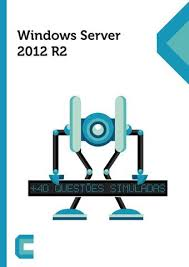 Windows Server
2012 R2
+40 QUESTÕES SIMULADAS